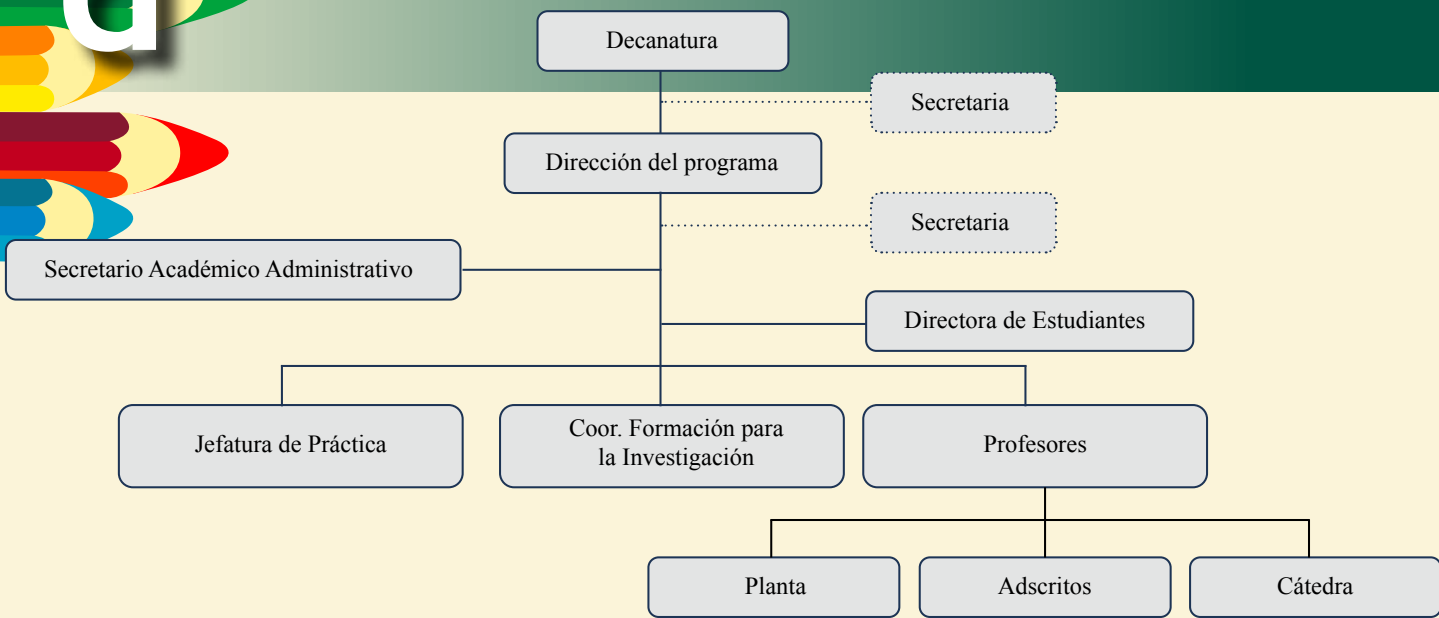 d
Decanatura
Secretaria
Dirección del programa
Secretaria
Secretario Académico Administrativo
Directora de Estudiantes
Jefatura de Práctica
Coor. Formación para
la Investigación
Profesores
Planta
Adscritos
Cátedra